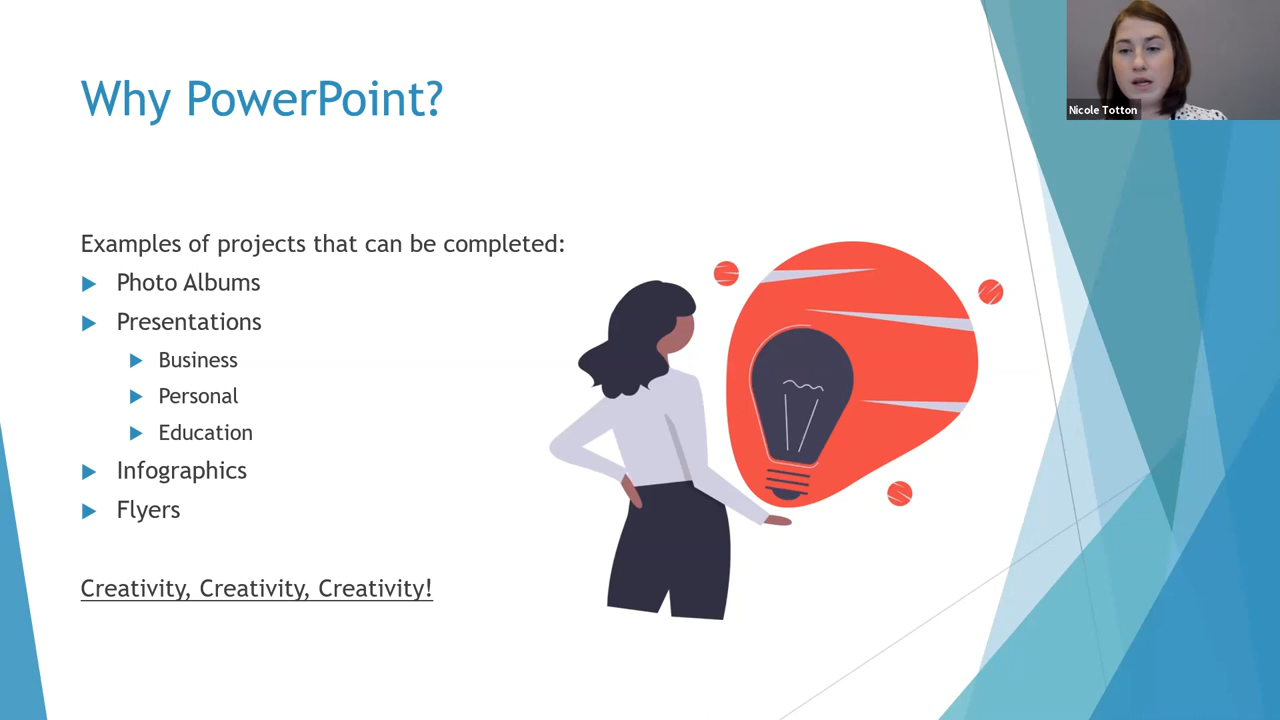 Why PowerPoint?
Nicole Totton
Examples of projects that can be completed:
Photo Albums
Presentations
Business
Personal
Education
Infographics
Flyers
Creativity, Creativity, Creativity!